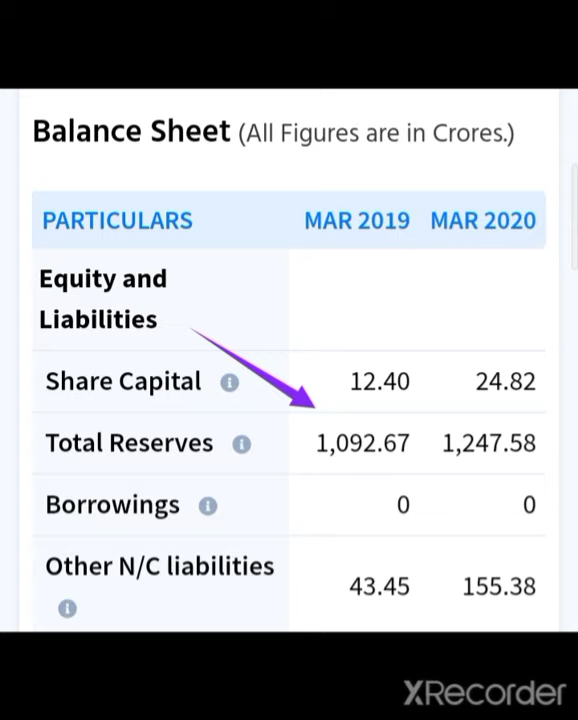 Balance Sheet (All Figures are in Crores.)
PARTICULARS MAR 2019 MAR 2020
Equity and
Liabilities
Share Capital 12.40 24.82
Total Reserves 1,092.67 1,247.58
Borrowings 0 0
Other N/C liabilities
43.45 155.38
XRecorder